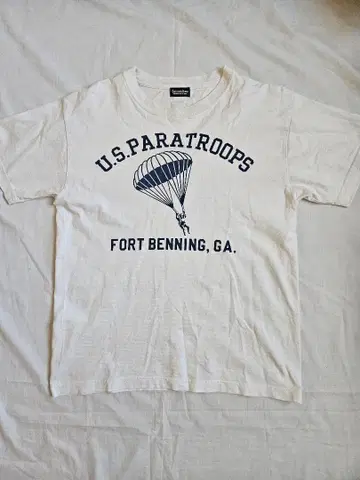 U.S. PARATROOPS
FORT BENNING, GA.